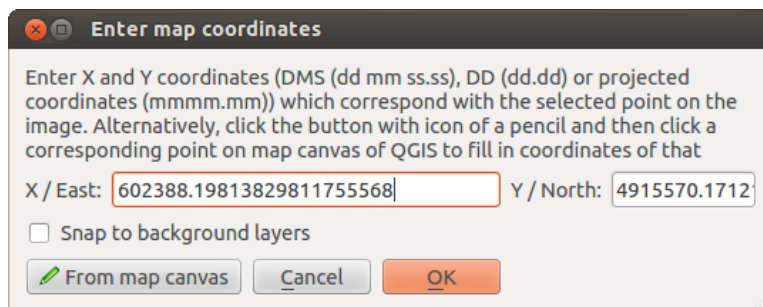 Enter map coordinates
Enter X and Y coordinates (DMS (dd mm ss.ss), DD (dd.dd) or projected
coordinates (mmmm.mm)) which correspond with the selected point on the
image. Alternatively, click the button with icon of a pencil and then click a
corresponding point on map canvas of QGIS to fill in coordinates of that
X / East: 602388.19813829811755568 Y / North: 4915570.1712
Snap to background layers
From map canvas Cancel OK